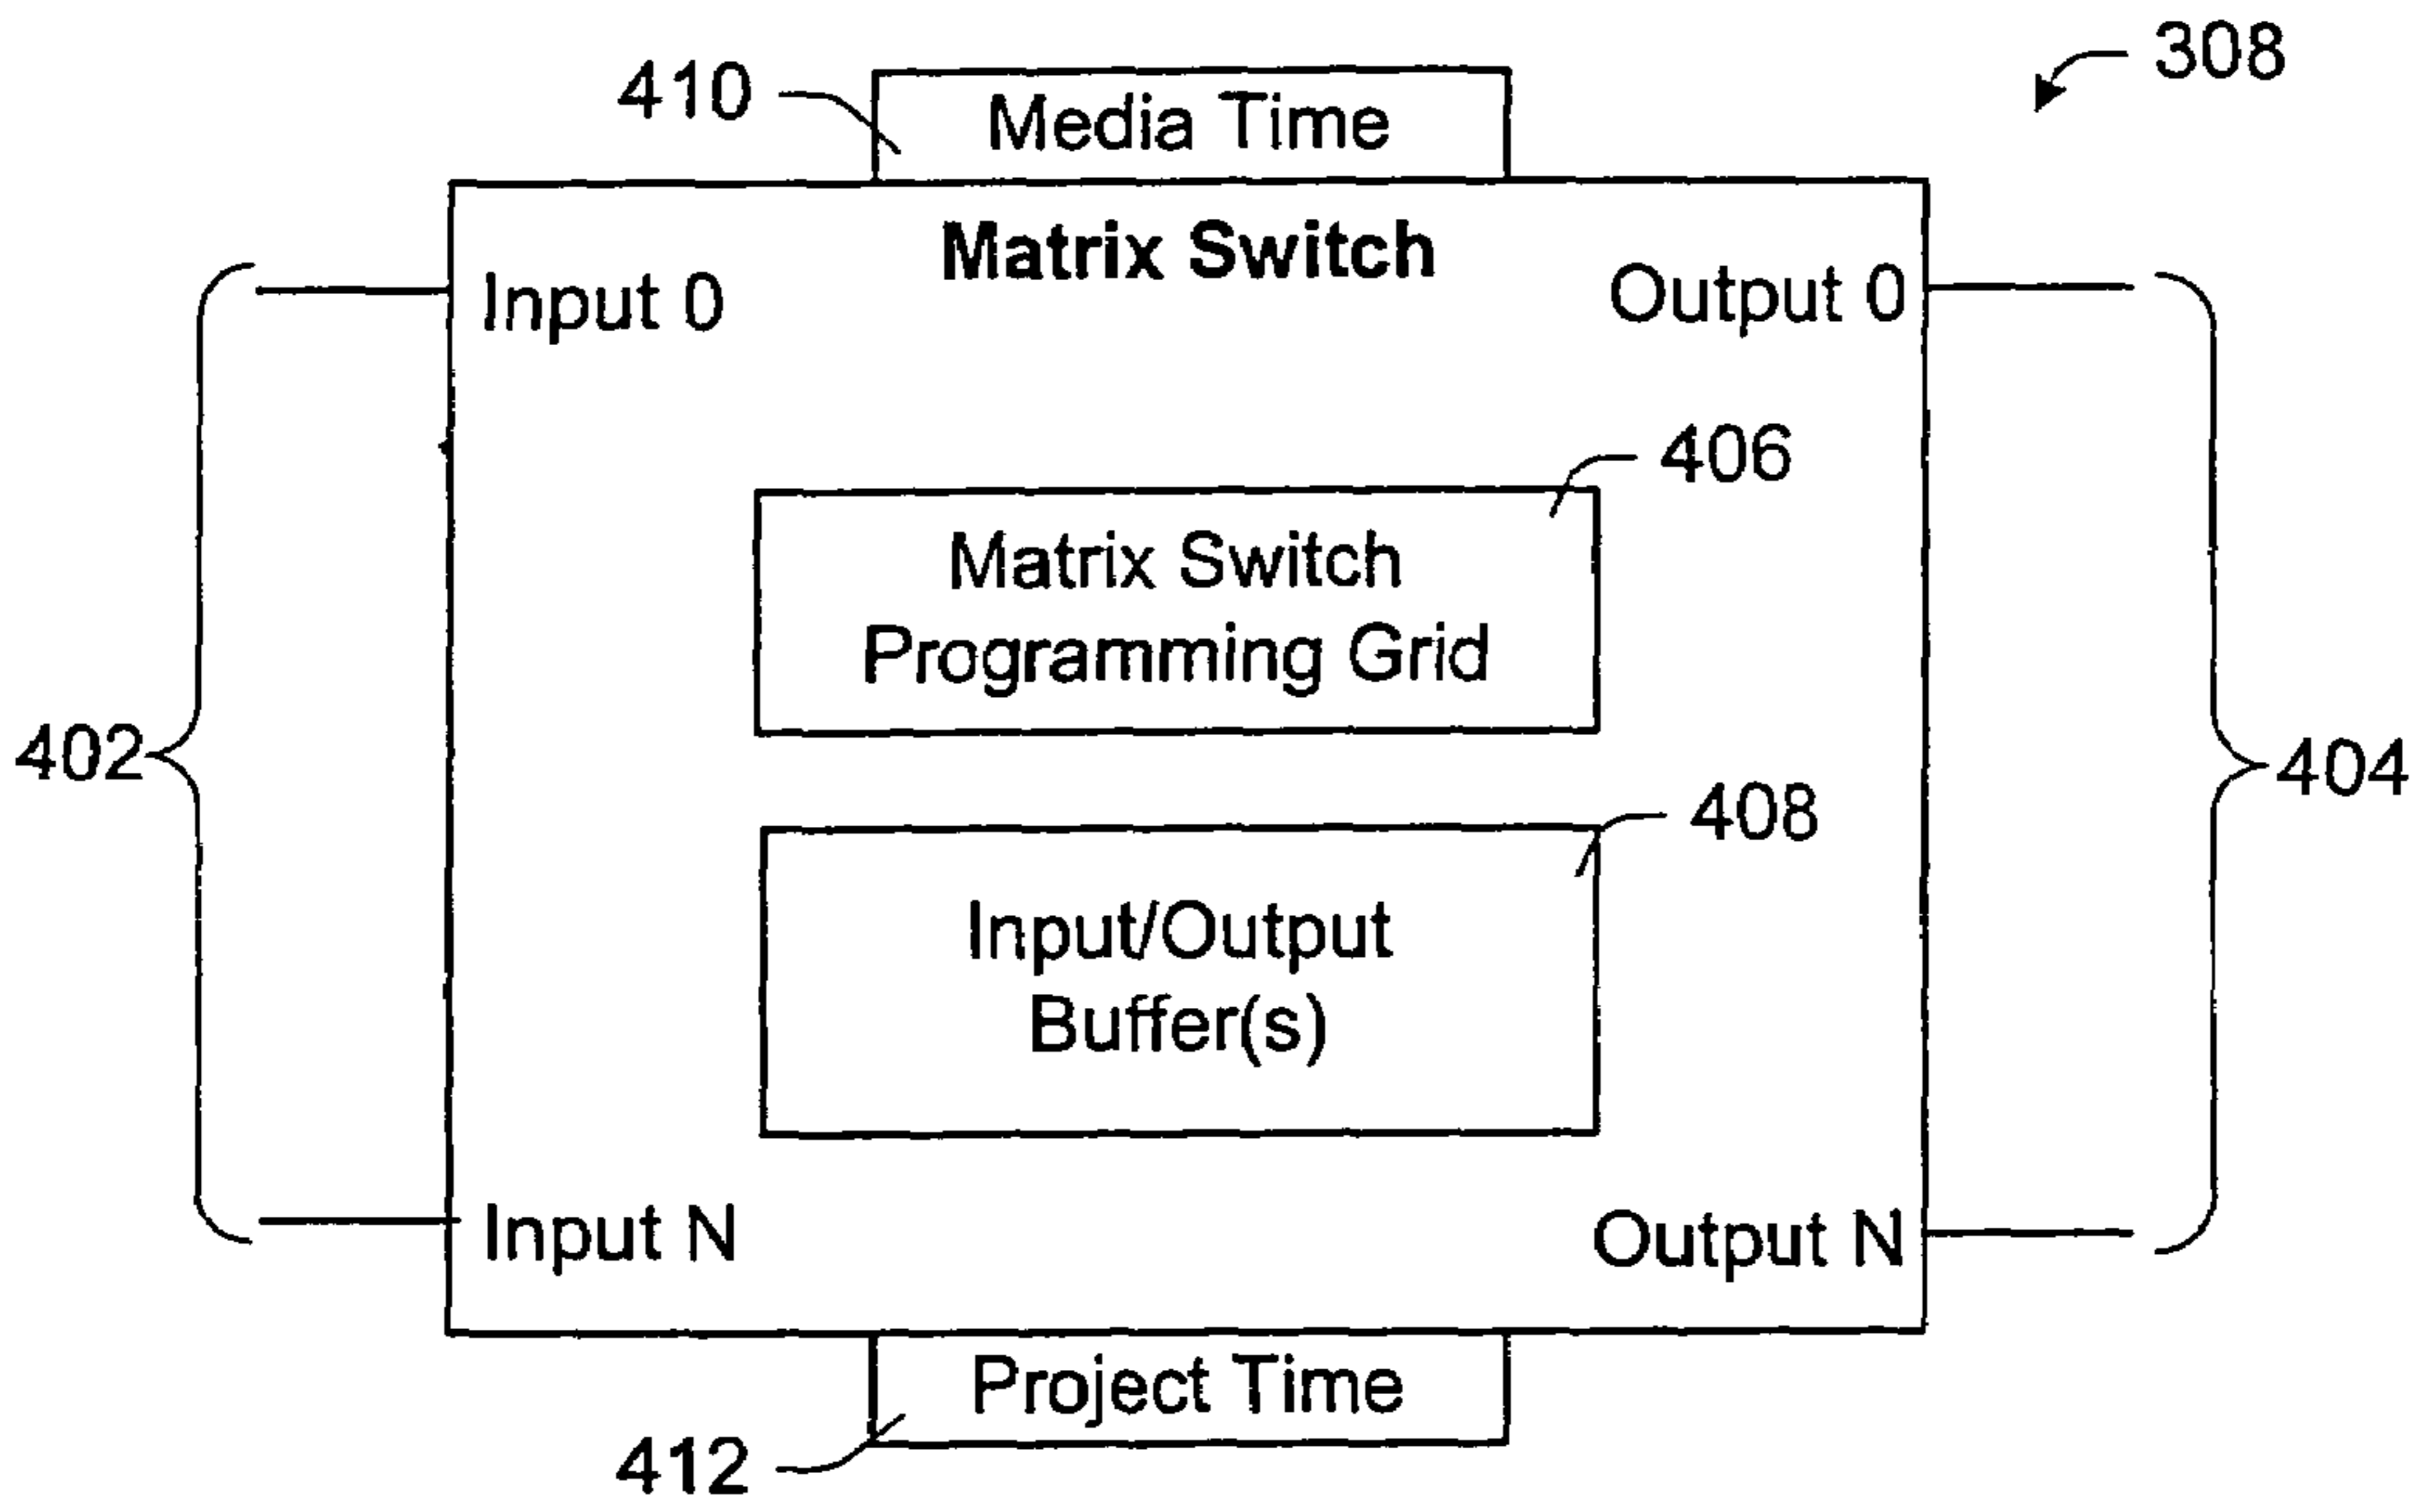 308
410
Media Time
Matrix Switch
Input 0
Output 0
406
Matrix Switch
Programming Grid
402
404
408
Input/Output
Buffer(s)
Input N
Output N
Project Time
412